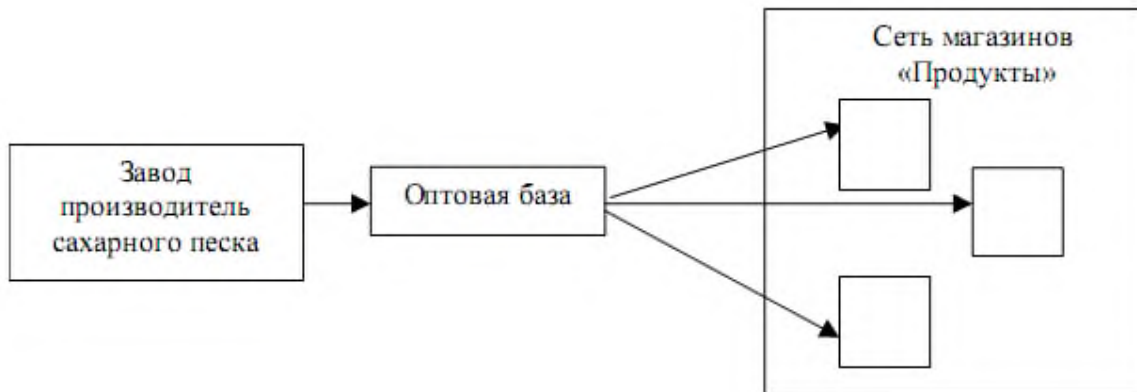 Сеть магазинов
«Продукты»
Завод
производитель
сахарного песка
Оптовая база